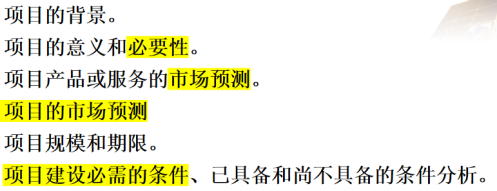 项目的背景。
项目的意义和必要性。
项目产品或服务的市场预测。
项目的市场预测
项目规模和期限。
项目建设必需的条件、已具备和尚不具备的条件分析。